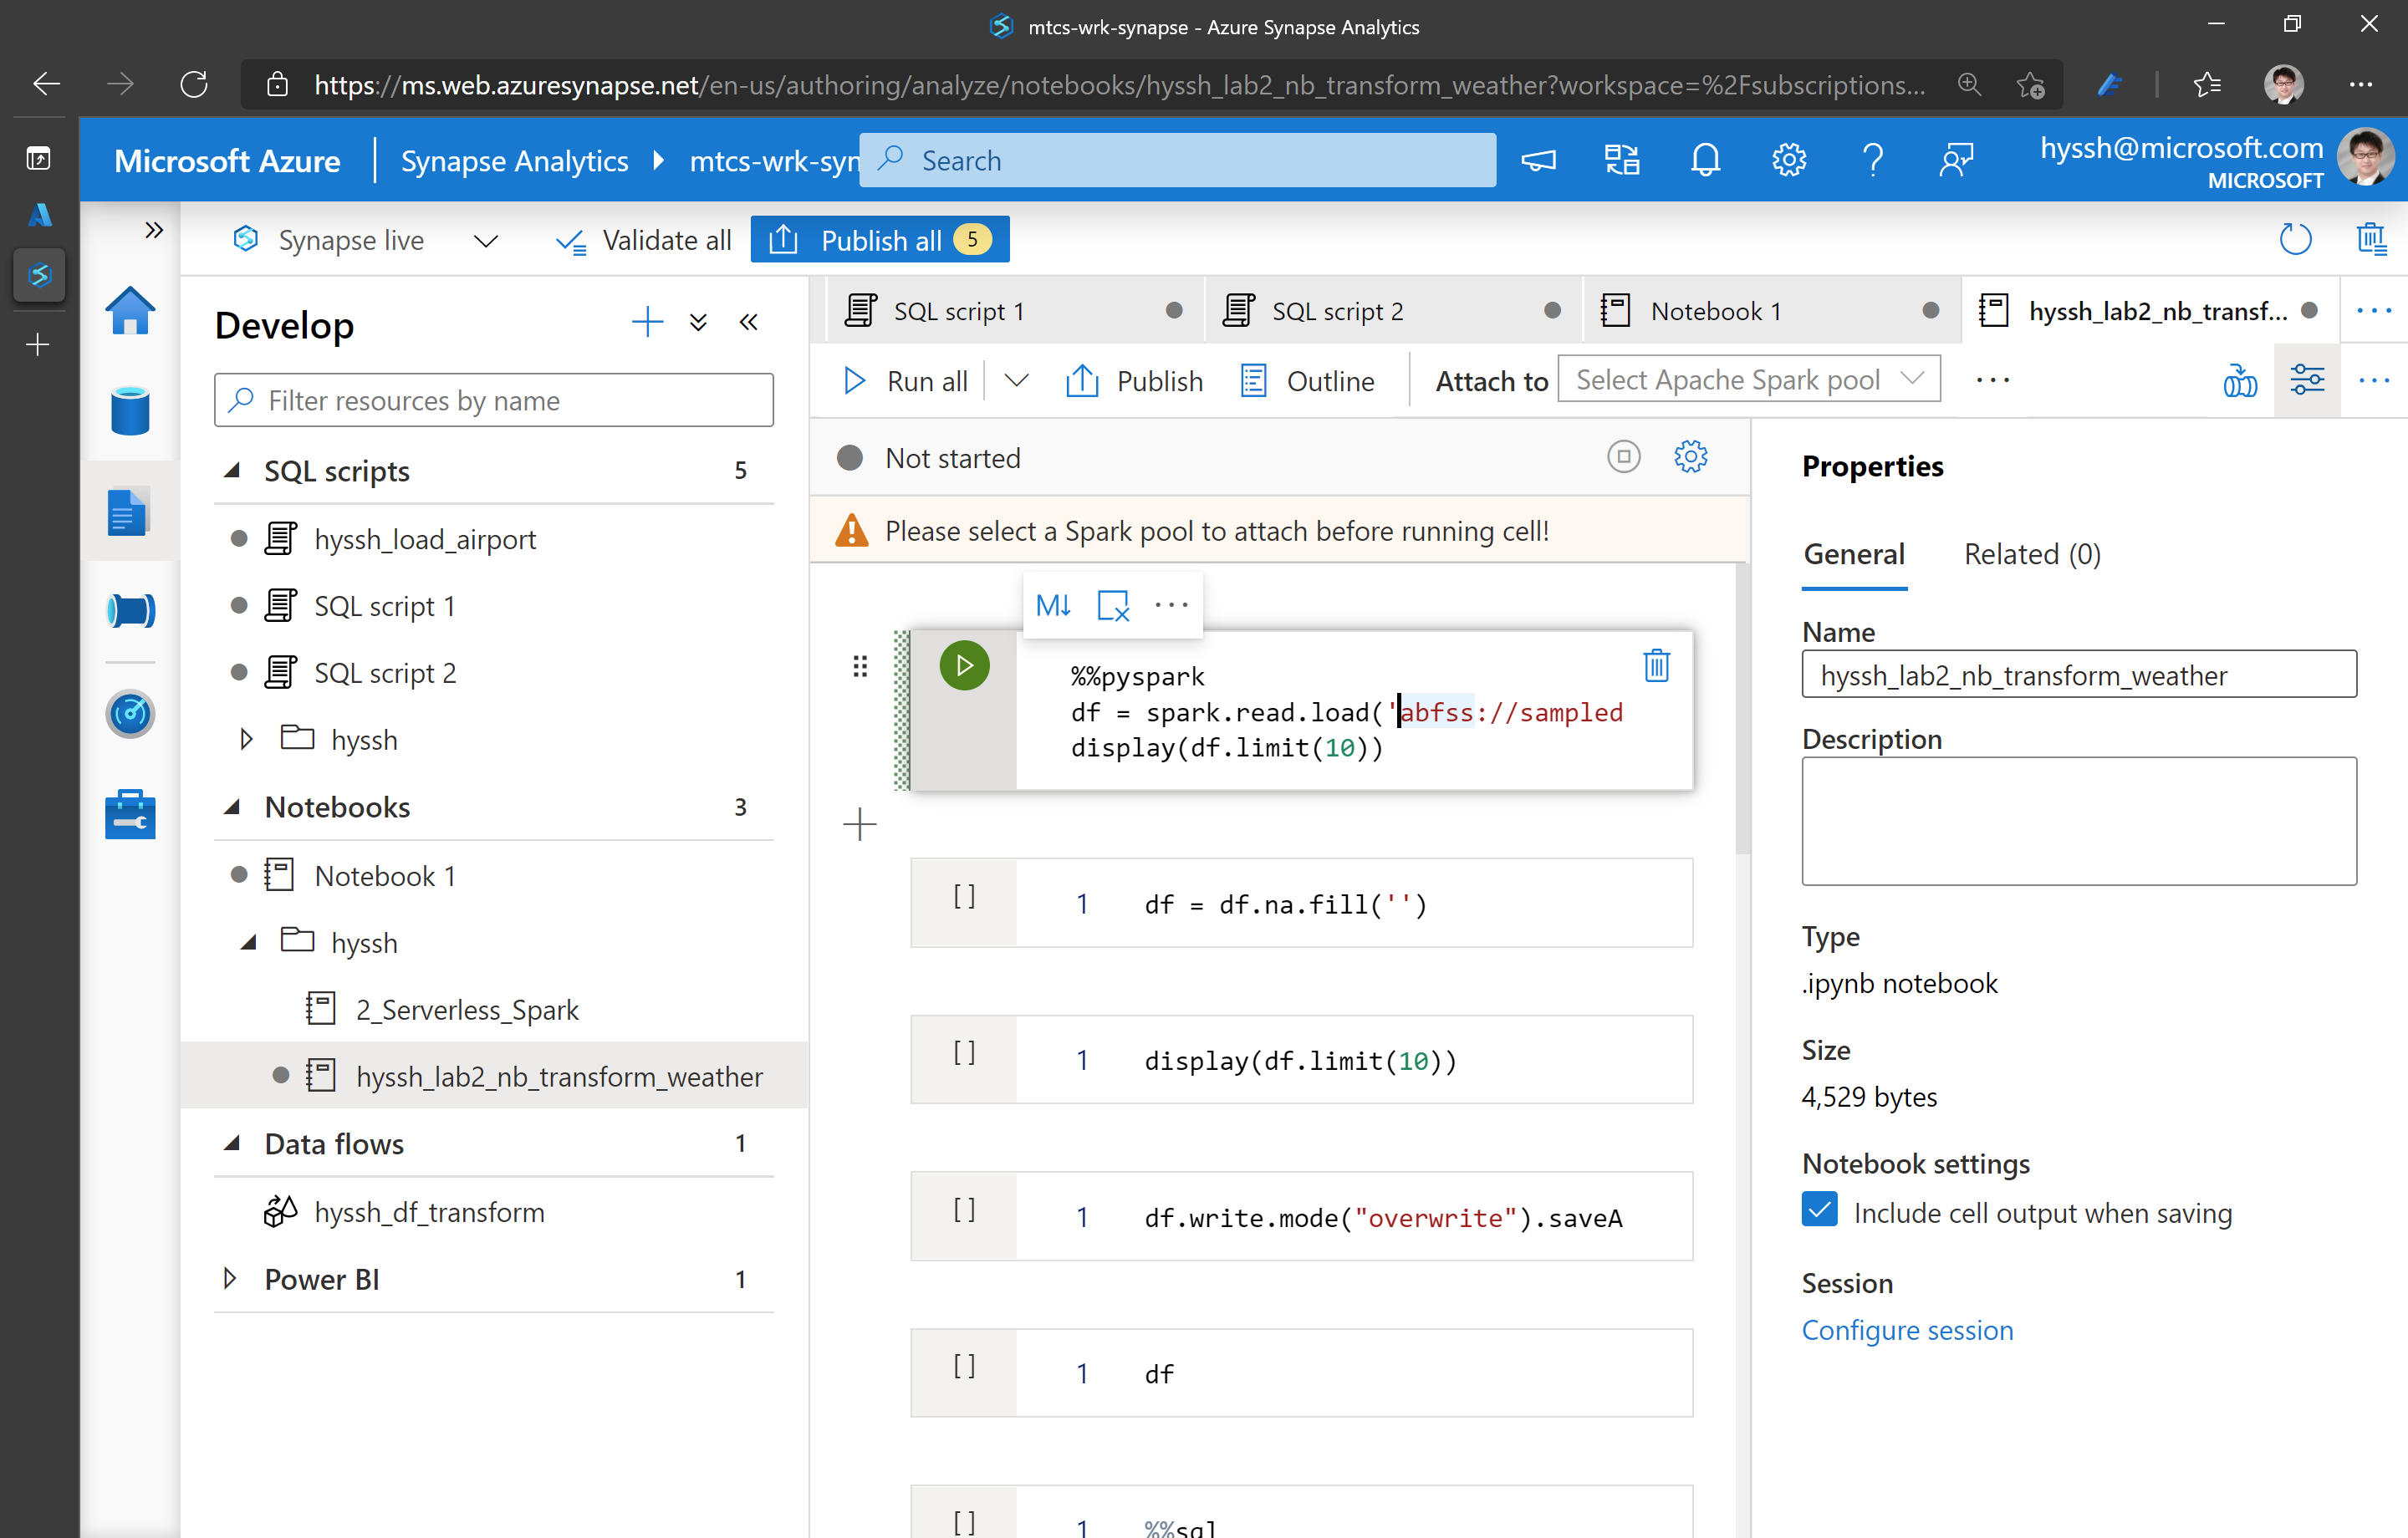 mtcs-wrk-synapse - Azure Synapse Analytics
https://ms.web.azuresynapse.net/en-us/authoring/analyze/notebooks/hyssh_lab2_nb_transform_weather?workspace=%2Fsubscriptions...
Microsoft Azure
Synapse Analytics
mtcs-wrk-syn
Search
hyssh@microsoft.com
MICROSOFT
Synapse live
Validate all
Publish all 5
Develop
Filter resources by name
SQL scripts 5
hyssh_load_airport
SQL script 1
SQL script 2
hyssh
Notebooks 3
Notebook 1
hyssh
2_Serverless_Spark
hyssh_lab2_nb_transform_weather
Data flows 1
hyssh_df_transform
Power BI 1
SQL script 1
SQL script 2
Notebook 1
hyssh_lab2_nb_transf...
Run all
Publish
Outline
Attach to
Select Apache Spark pool
Not started
Please select a Spark pool to attach before running cell!
M↓
%%pyspark
df = spark.read.load('abfss://sampled
display(df.limit(10))
[ ] 1 df = df.na.fill('')
[ ] 1 display(df.limit(10))
[ ] 1 df.write.mode("overwrite").saveA
[ ] 1 df
[ ] 1 %%sql
Properties
General
Related (0)
Name
hyssh_lab2_nb_transform_weather
Description
Type
.ipynb notebook
Size
4,529 bytes
Notebook settings
Include cell output when saving
Session
Configure session